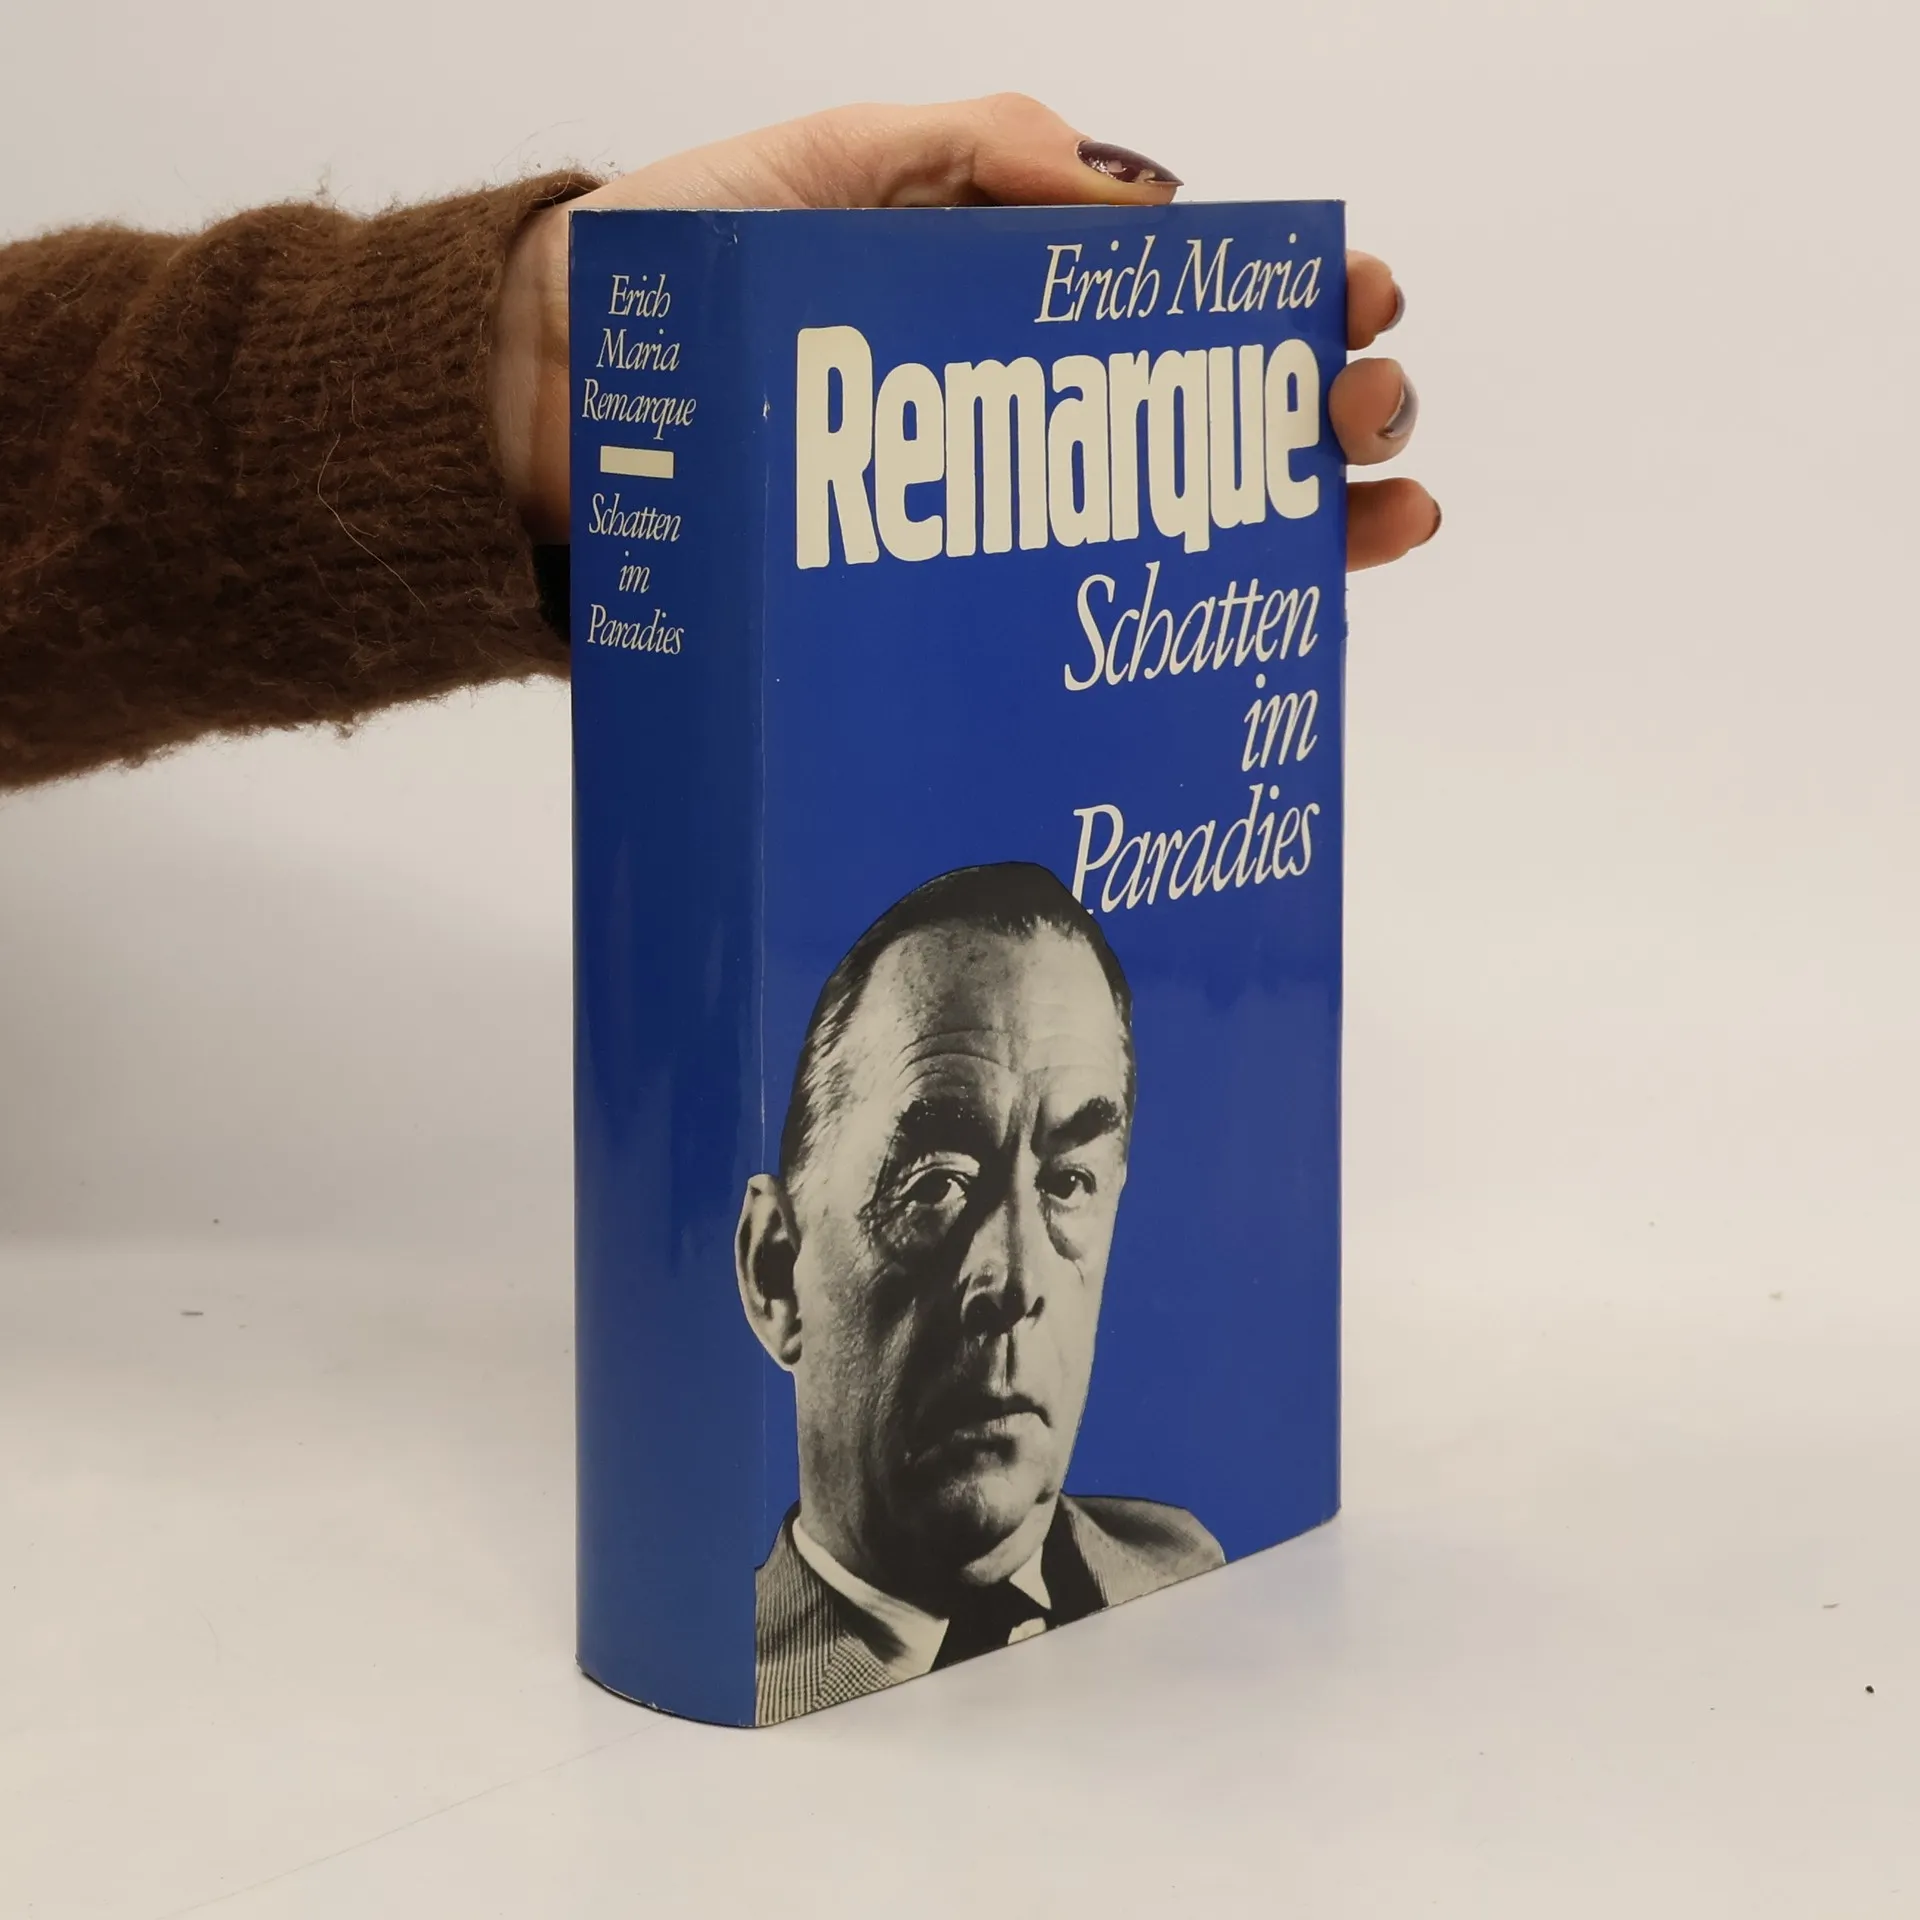 Erich
Maria
Remarque
Schatten
im
Paradies
Erich Maria
Remarque
Schatten
im
Paradies